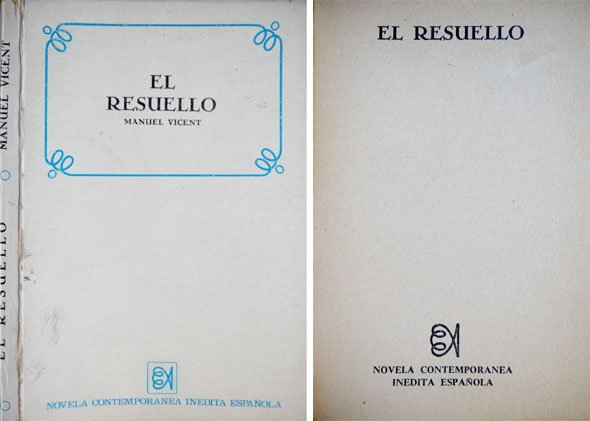 MANUEL VICENT
EL RESUELLO
EL
RESUELLO
MANUEL VICENT
NOVELA CONTEMPORANEA INEDITA ESPAÑOLA
EL RESUELLO
NOVELA CONTEMPORANEA
INEDITA ESPAÑOLA